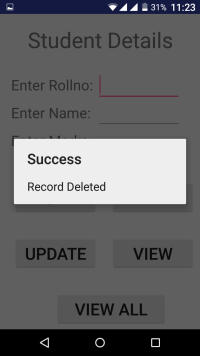 31% 11:23
Student Details
Enter Rollno:
Enter Name:
Success
Record Deleted
UPDATE VIEW
VIEW ALL